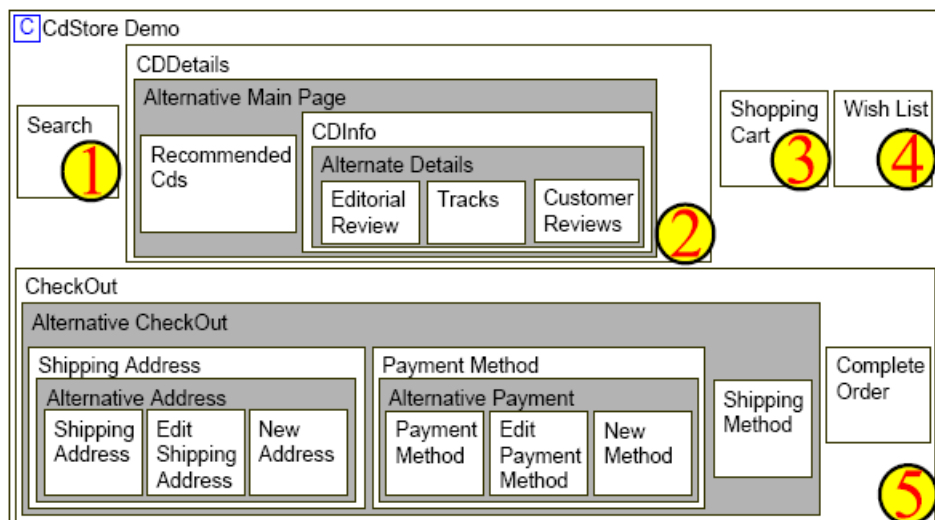 C CdStore Demo
CDDetails
Alternative Main Page
Search
1
Recommended
Cds
CDInfo
Alternate Details
Editorial
Review
Tracks
Customer
Reviews
2
Shopping
Cart
3
Wish List
4
CheckOut
Alternative CheckOut
Shipping Address
Alternative Address
Shipping
Address
Edit
Shipping
Address
New
Address
Payment Method
Alternative Payment
Payment
Method
Edit
Payment
Method
New
Method
Shipping
Method
Complete
Order
5